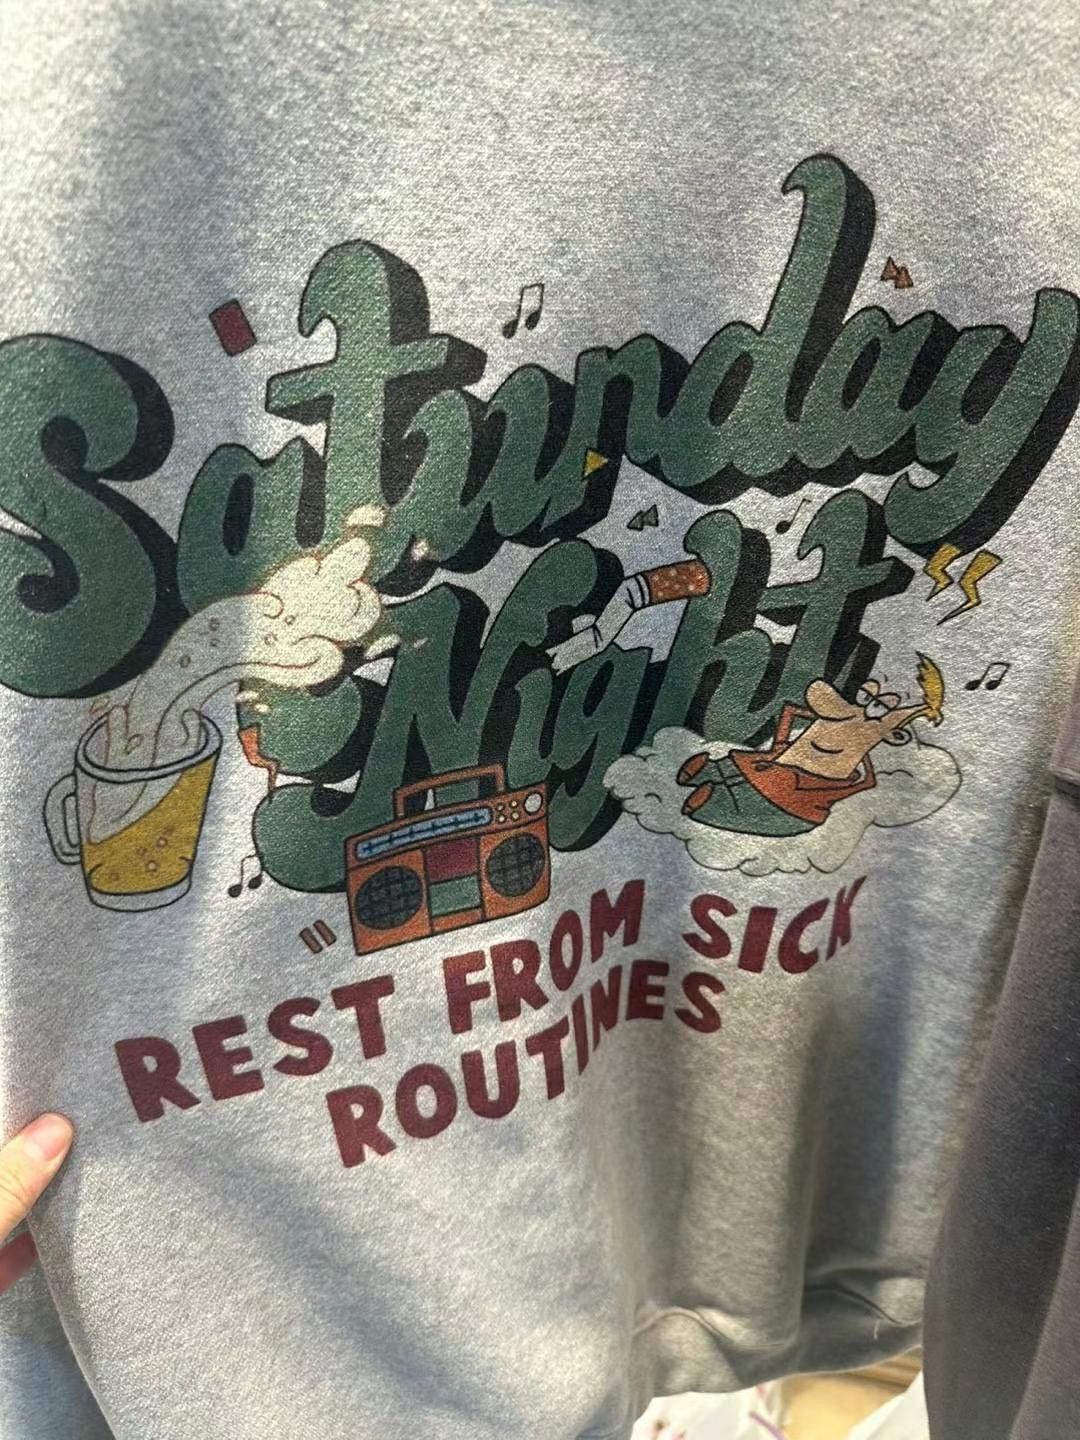 Saturday
Night
REST FROM SICK
ROUTINES